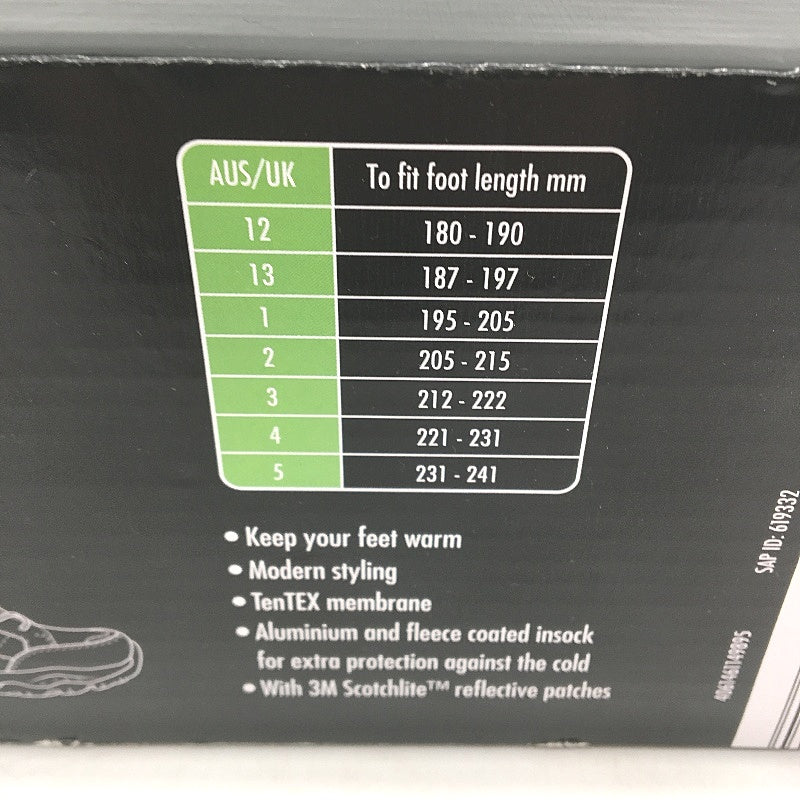 AUS/UK To fit foot length mm
12 180 - 190
13 187 - 197
1 195 - 205
2 205 - 215
3 212 - 222
4 221 - 231
5 231 - 241
• Keep your feet warm
• Modern styling
• TenTEX membrane
• Aluminium and fleece coated insock
for extra protection against the cold
• With 3M Scotchlite™ reflective patches
SAP ID: 619332